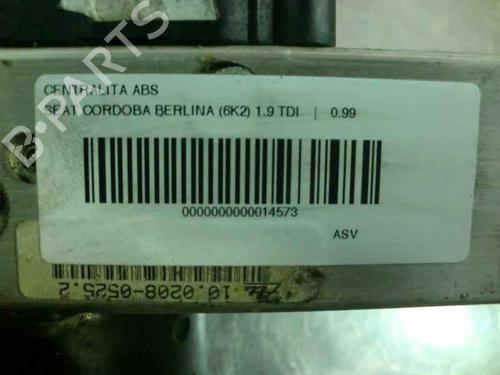 CENTRALITA ABS
SEAT CORDOBA BERLINA (6K2) 1.9 TDI | 0.99
0000000000014573
ASV
10.0208-0525.2
B-PARTS